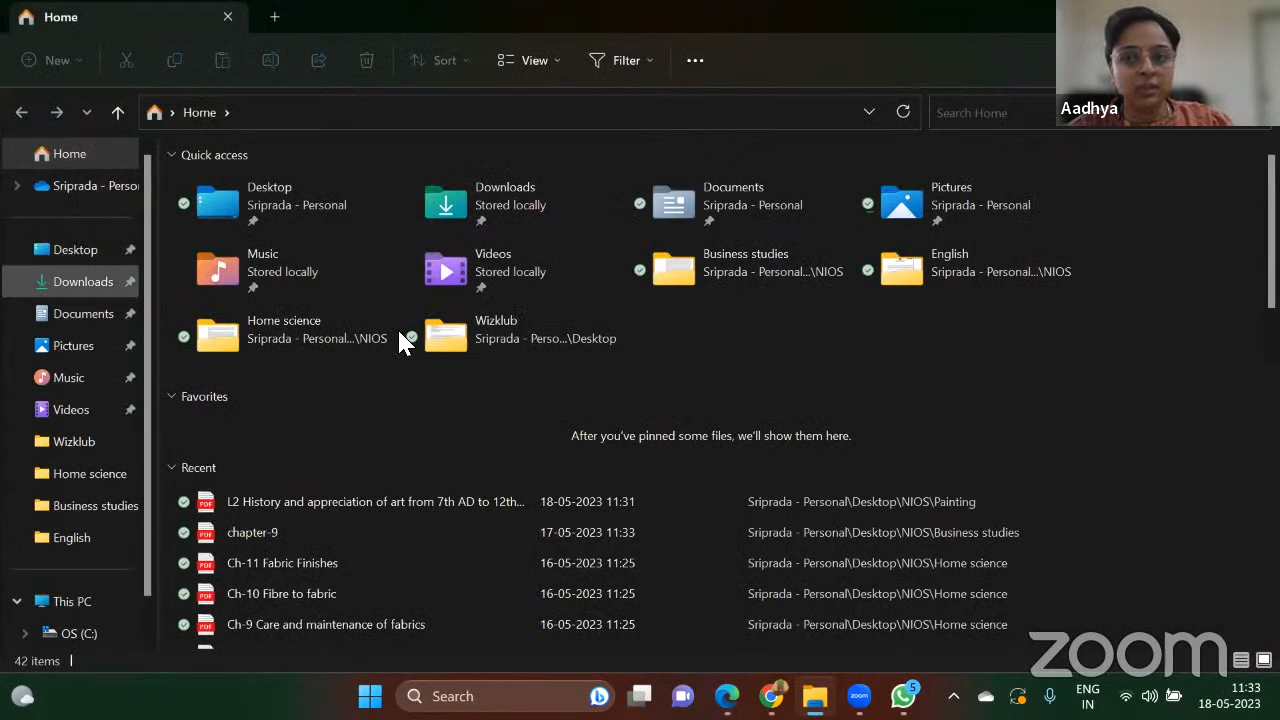 Home
New
Sort
View
Filter
Home
Search Home
Aadhya
Home
Sriprada - Perso
Desktop
Downloads
Documents
Pictures
Music
Videos
Wizklub
Home science
Business studies
English
This PC
OS (C:)
Quick access
Desktop
Sriprada - Personal
Downloads
Stored locally
Documents
Sriprada - Personal
Pictures
Sriprada - Personal
Music
Stored locally
Videos
Stored locally
Business studies
Sriprada - Personal...\NIOS
English
Sriprada - Personal...\NIOS
Home science
Sriprada - Personal...\NIOS
Wizklub
Sriprada - Perso...\Desktop
Favorites
After you've pinned some files, we'll show them here.
Recent
PDF L2 History and appreciation of art from 7th AD to 12th... 18-05-2023 11:31 Sriprada - Personal\Desktop\NIOS\Painting
PDF chapter-9 17-05-2023 11:33 Sriprada - Personal\Desktop\NIOS\Business studies
PDF Ch-11 Fabric Finishes 16-05-2023 11:25 Sriprada - Personal\Desktop\NIOS\Home science
PDF Ch-10 Fibre to fabric 16-05-2023 11:25 Sriprada - Personal\Desktop\NIOS\Home science
PDF Ch-9 Care and maintenance of fabrics 16-05-2023 11:25 Sriprada - Personal\Desktop\NIOS\Home science
zoom
42 items
Search
zoom
5
ENG
IN
11:33
18-05-2023